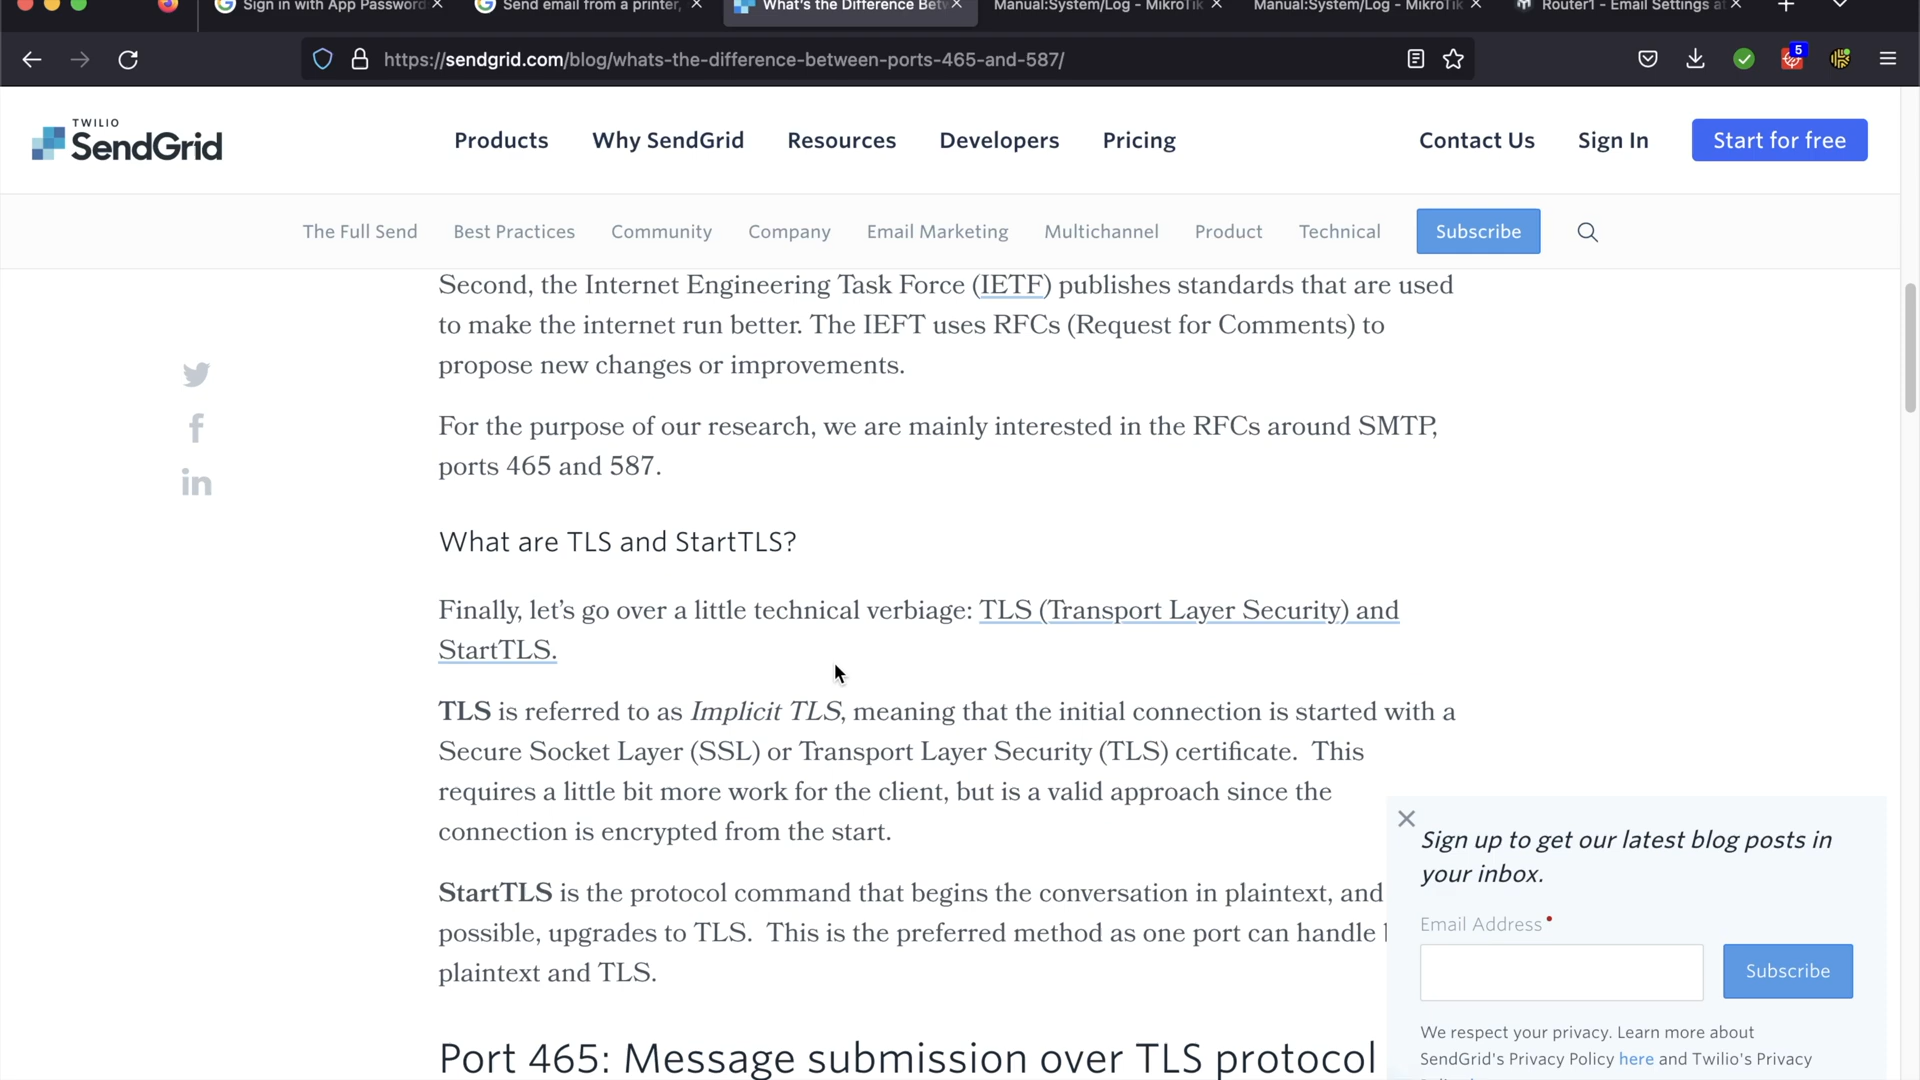 Sign in with App Password
Send email from a printer,
What's the Difference Betw
Manual:System/Log - MikroTik
Manual:System/Log - MikroTik
Router1 - Email Settings at
https://sendgrid.com/blog/whats-the-difference-between-ports-465-and-587/
5
TWILIO
SendGrid
Products
Why SendGrid
Resources
Developers
Pricing
Contact Us
Sign In
Start for free
The Full Send
Best Practices
Community
Company
Email Marketing
Multichannel
Product
Technical
Subscribe
Second, the Internet Engineering Task Force (IETF) publishes standards that are used
to make the internet run better. The IEFT uses RFCs (Request for Comments) to
propose new changes or improvements.
For the purpose of our research, we are mainly interested in the RFCs around SMTP,
ports 465 and 587.
What are TLS and StartTLS?
Finally, let's go over a little technical verbiage: TLS (Transport Layer Security) and
StartTLS.
TLS is referred to as Implicit TLS, meaning that the initial connection is started with a
Secure Socket Layer (SSL) or Transport Layer Security (TLS) certificate. This
requires a little bit more work for the client, but is a valid approach since the
connection is encrypted from the start.
StartTLS is the protocol command that begins the conversation in plaintext, and
possible, upgrades to TLS. This is the preferred method as one port can handle
plaintext and TLS.
Port 465: Message submission over TLS protocol
Sign up to get our latest blog posts in
your inbox.
Email Address*
Subscribe
We respect your privacy. Learn more about
SendGrid's Privacy Policy here and Twilio's Privacy